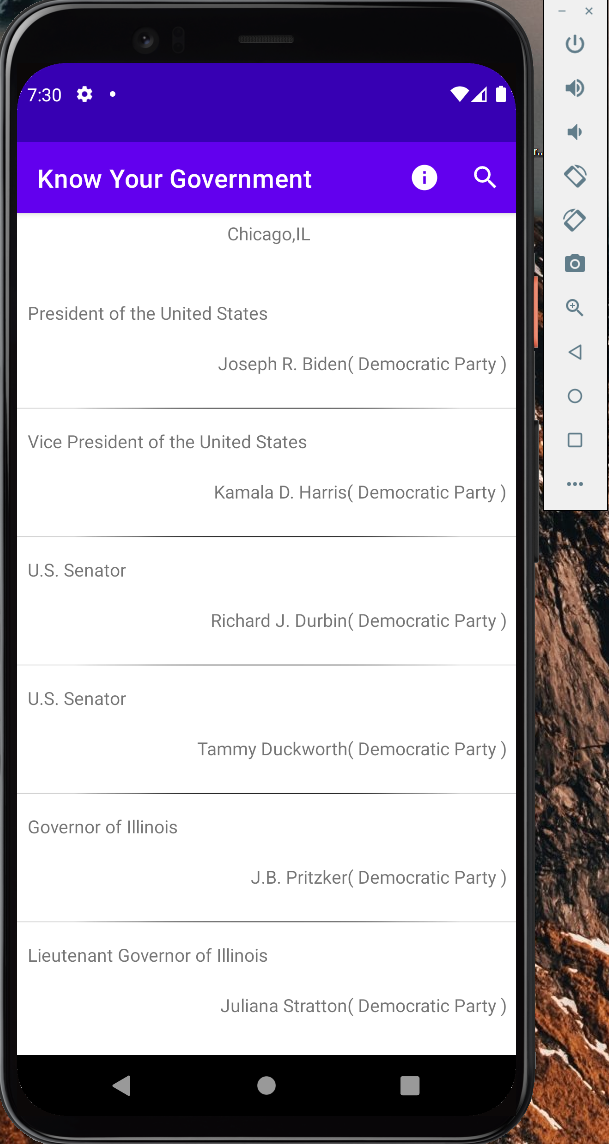 7:30
Know Your Government
Chicago,IL
President of the United States
Joseph R. Biden( Democratic Party )
Vice President of the United States
Kamala D. Harris( Democratic Party )
U.S. Senator
Richard J. Durbin( Democratic Party )
U.S. Senator
Tammy Duckworth( Democratic Party )
Governor of Illinois
J.B. Pritzker( Democratic Party )
Lieutenant Governor of Illinois
Juliana Stratton( Democratic Party )